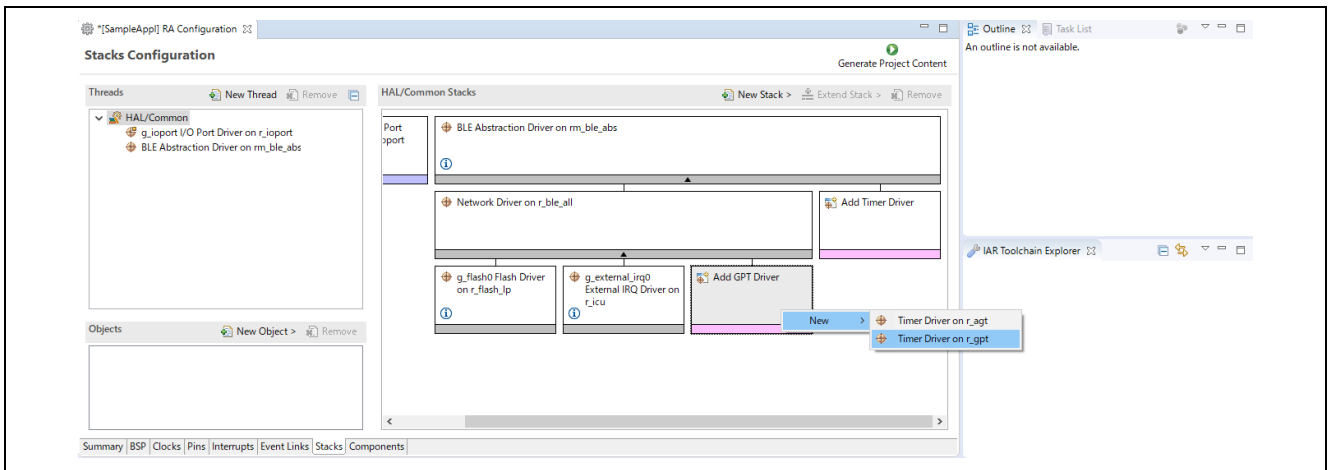 *[SampleAppl] RA Configuration
Stacks Configuration
Generate Project Content
Threads
New Thread
Remove
HAL/Common
g_ioport I/O Port Driver on r_ioport
BLE Abstraction Driver on rm_ble_abs
Objects
New Object >
Remove
HAL/Common Stacks
New Stack >
Extend Stack >
Remove
Port
oport
BLE Abstraction Driver on rm_ble_abs
Network Driver on r_ble_all
Add Timer Driver
g_flash0 Flash Driver
on r_flash_lp
g_external_irq0
External IRQ Driver on
r_icu
Add GPT Driver
New >
Timer Driver on r_agt
Timer Driver on r_gpt
Summary BSP Clocks Pins Interrupts Event Links Stacks Components
Outline
Task List
An outline is not available.
IAR Toolchain Explorer